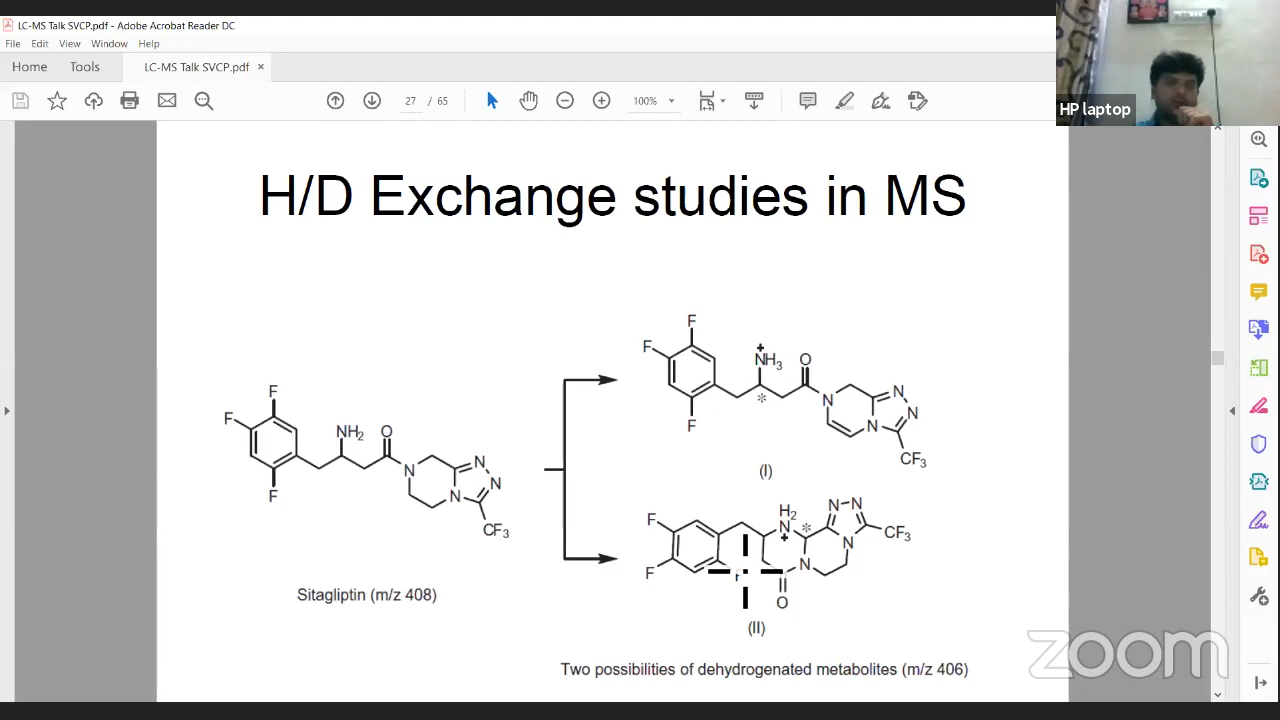 LC-MS Talk SVCP.pdf - Adobe Acrobat Reader DC
File Edit View Window Help
Home Tools LC-MS Talk SVCP.pdf ×
27 / 65 100%
HP laptop
H/D Exchange studies in MS
F
F
F
NH2
O
N
N
N
N
CF3
Sitagliptin (m/z 408)
F
F
F
+
NH3
*
O
N
N
N
N
CF3
(I)
F
F
F
H2
N
+
*
N
N
N
N
CF3
O
(II)
Two possibilities of dehydrogenated metabolites (m/z 406)
zoom